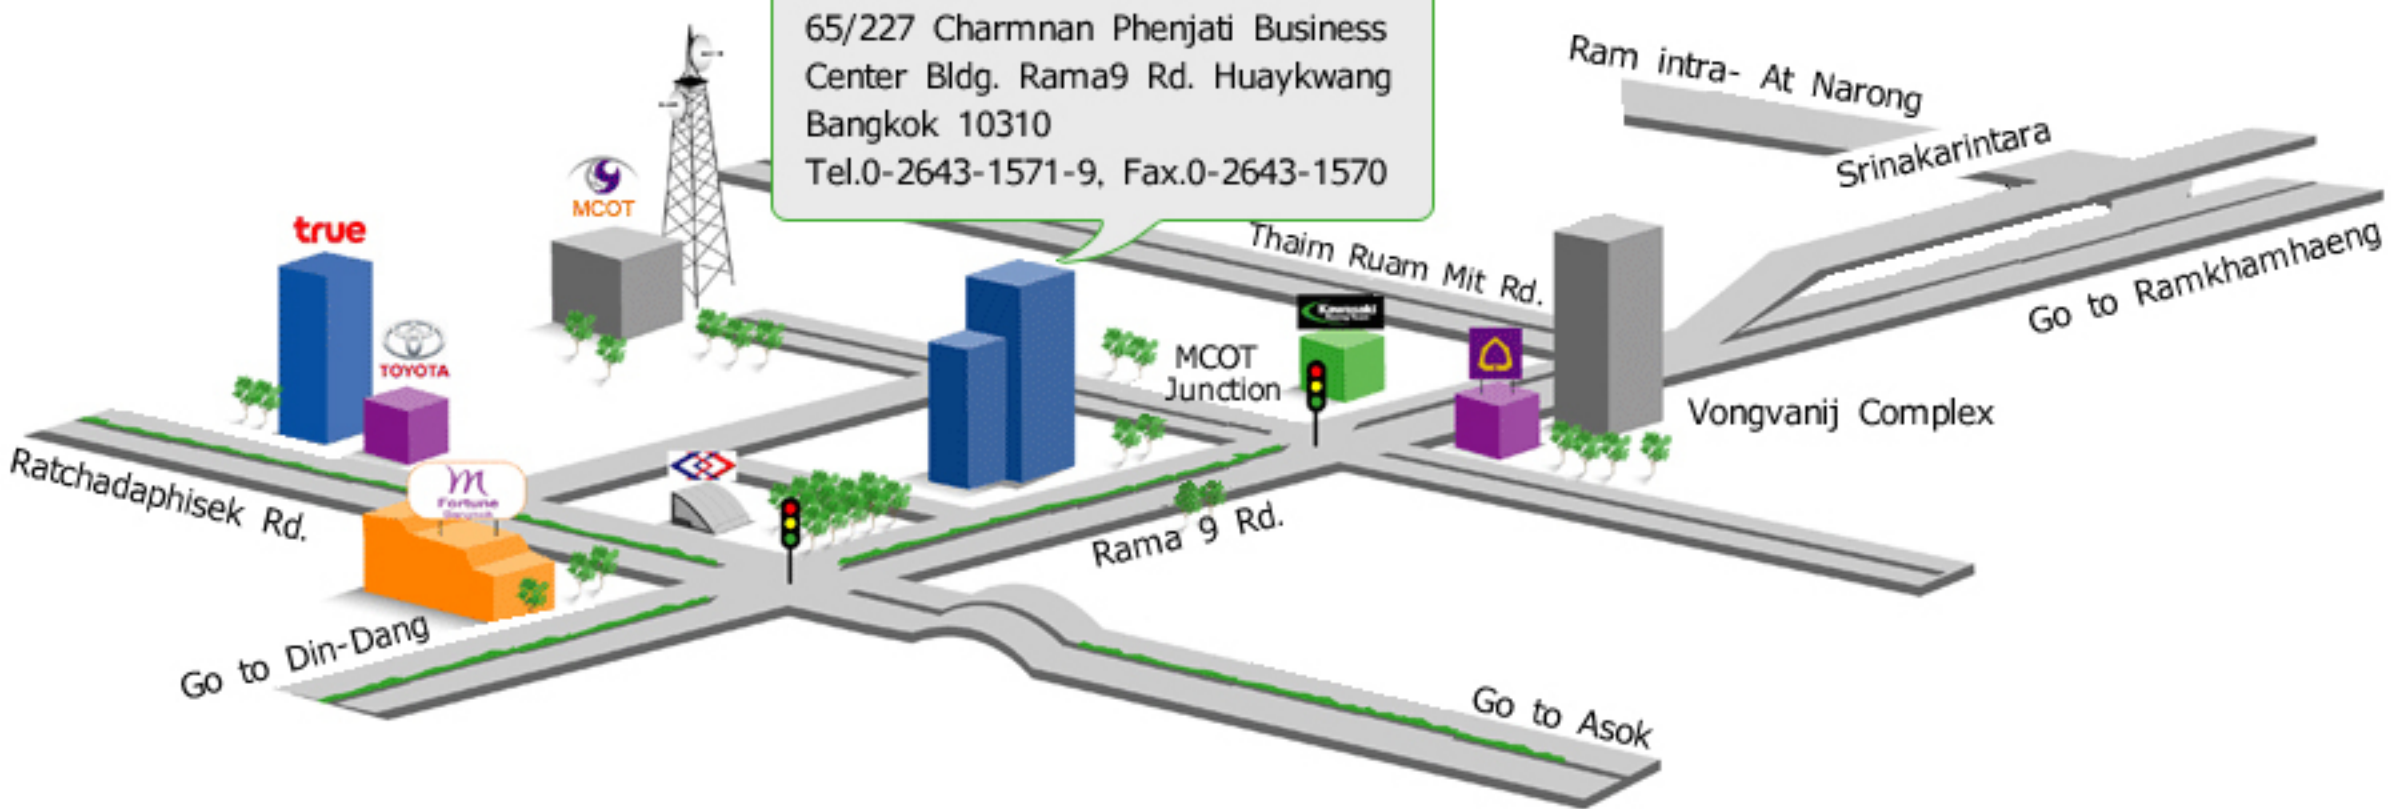 65/227 Charmnan Phenjati Business
Center Bldg. Rama9 Rd. Huaykwang
Bangkok 10310
Tel.0-2643-1571-9, Fax.0-2643-1570
Ram intra- At Narong
Srinakarintara
MCOT
true
Thaim Ruam Mit Rd.
Go to Ramkhamhaeng
Kawasaki
TOYOTA
MCOT
Junction
Vongvanij Complex
Ratchadaphisek Rd.
m
Fortune
Rama 9 Rd.
Go to Din-Dang
Go to Asok